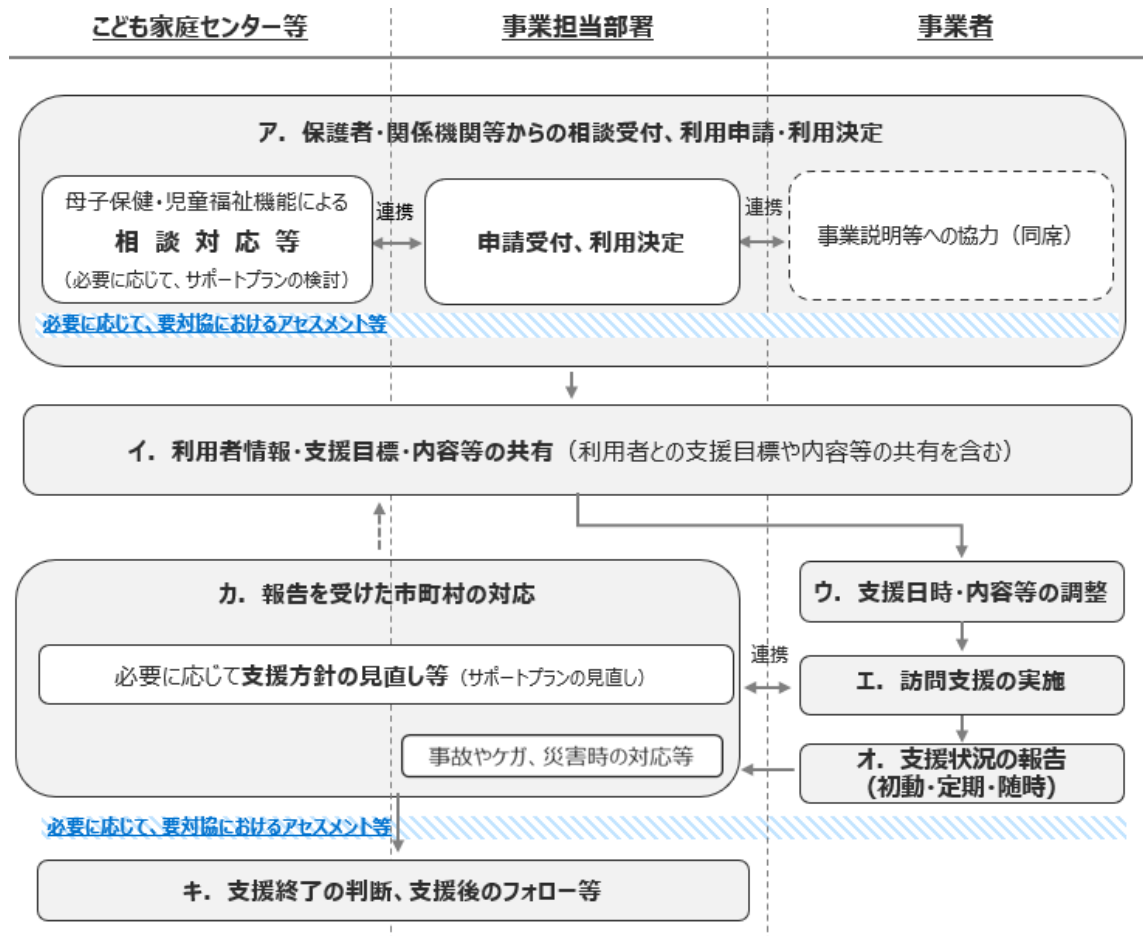 こども家庭センター等
事業担当部署
事業者
ア．保護者・関係機関等からの相談受付、利用申請・利用決定
母子保健・児童福祉機能による
相 談 対 応 等
（必要に応じて、サポートプランの検討）
連携
申請受付、利用決定
連携
事業説明等への協力（同席）
必要に応じて、要対協におけるアセスメント等
イ．利用者情報・支援目標・内容等の共有（利用者との支援目標や内容等の共有を含む）
カ．報告を受けた市町村の対応
必要に応じて支援方針の見直し等（サポートプランの見直し）
事故やケガ、災害時の対応等
連携
ウ．支援日時・内容等の調整
エ．訪問支援の実施
オ．支援状況の報告
(初動・定期・随時)
必要に応じて、要対協におけるアセスメント等
キ．支援終了の判断、支援後のフォロー等